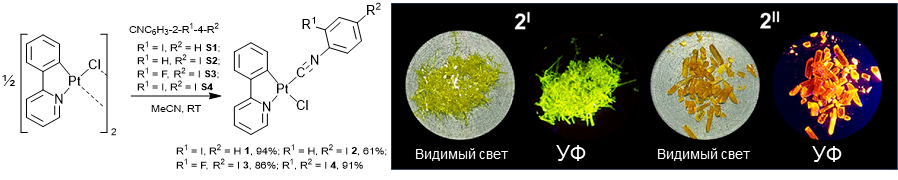 ½
Pt
Cl
N
2
CNC₆H₃-2-R¹-4-R²
R¹ = I, R² = H S1;
R¹ = H, R² = I S2;
R¹ = F, R² = I S3;
R¹ = I, R² = I S4
MeCN, RT
R²
R¹
N
C
Pt
N
Cl
R¹ = I, R² = H 1, 94%; R¹ = H, R² = I 2, 61%;
R¹ = F, R² = I 3, 86%; R¹, R² = I 4, 91%
2ᴵ
2ᴵᴵ
Видимый свет
УФ
Видимый свет
УФ